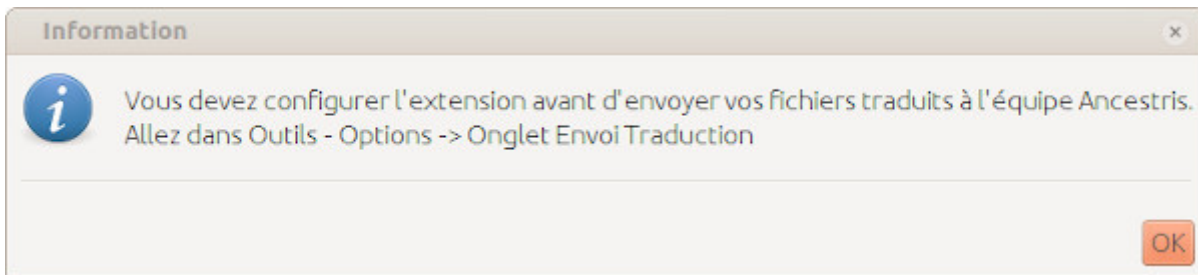 Information
Vous devez configurer l'extension avant d'envoyer vos fichiers traduits à l'équipe Ancestris.
Allez dans Outils - Options -> Onglet Envoi Traduction
OK